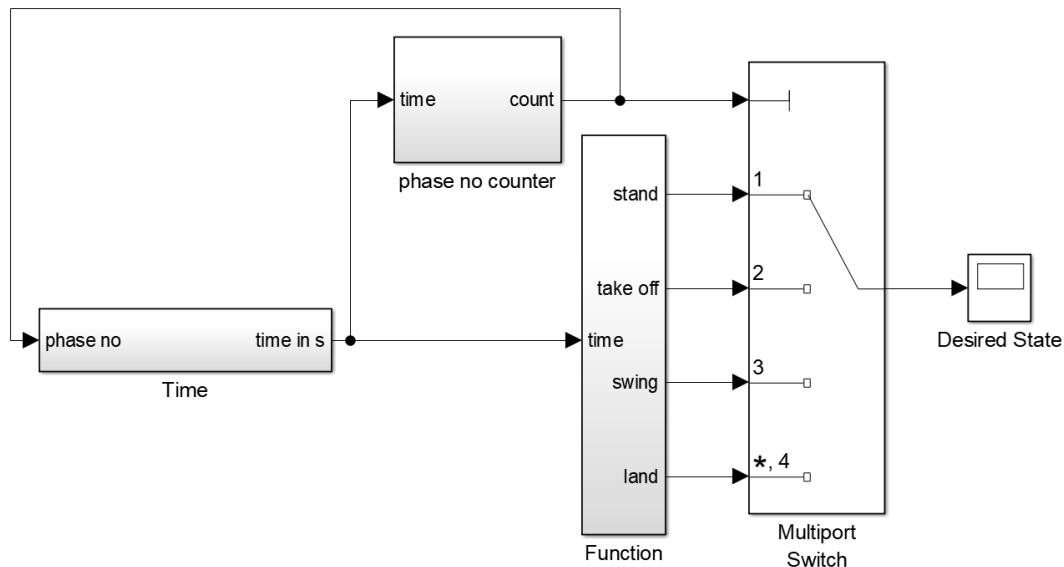 time
count
phase no counter
stand
1
take off
2
Desired State
phase no
time in s
time
Time
swing
3
land
*, 4
Multiport
Switch
Function